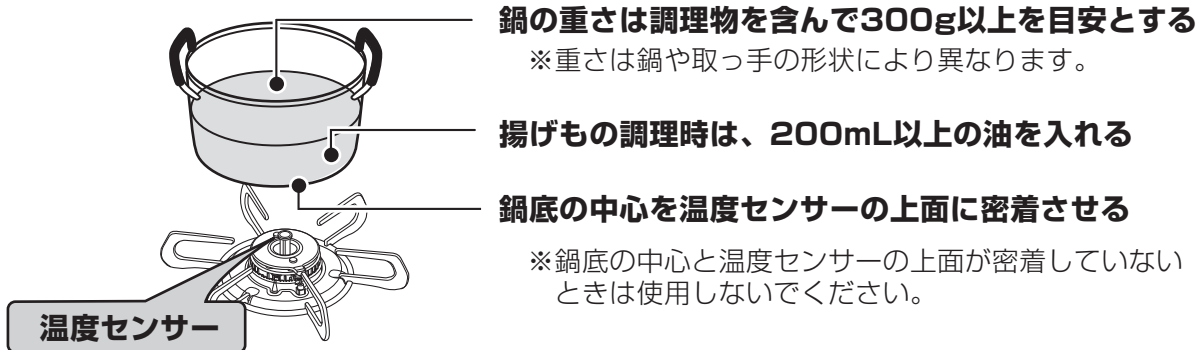 鍋の重さは調理物を含んで300g以上を目安とする
※重さは鍋や取っ手の形状により異なります。
揚げもの調理時は、200mL以上の油を入れる
鍋底の中心を温度センサーの上面に密着させる
※鍋底の中心と温度センサーの上面が密着していない
ときは使用しないでください。
温度センサー